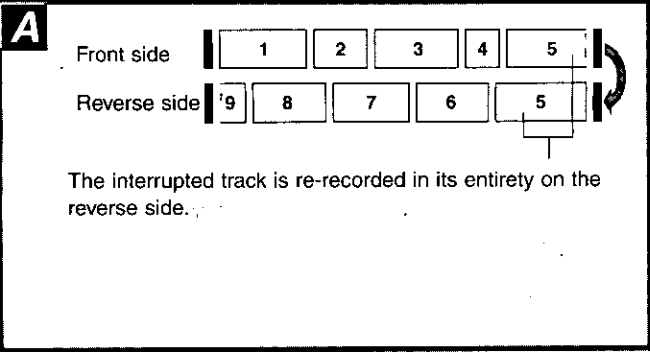 A
Front side 1 2 3 4 5
Reverse side 9 8 7 6 5
The interrupted track is re-recorded in its entirety on the
reverse side.